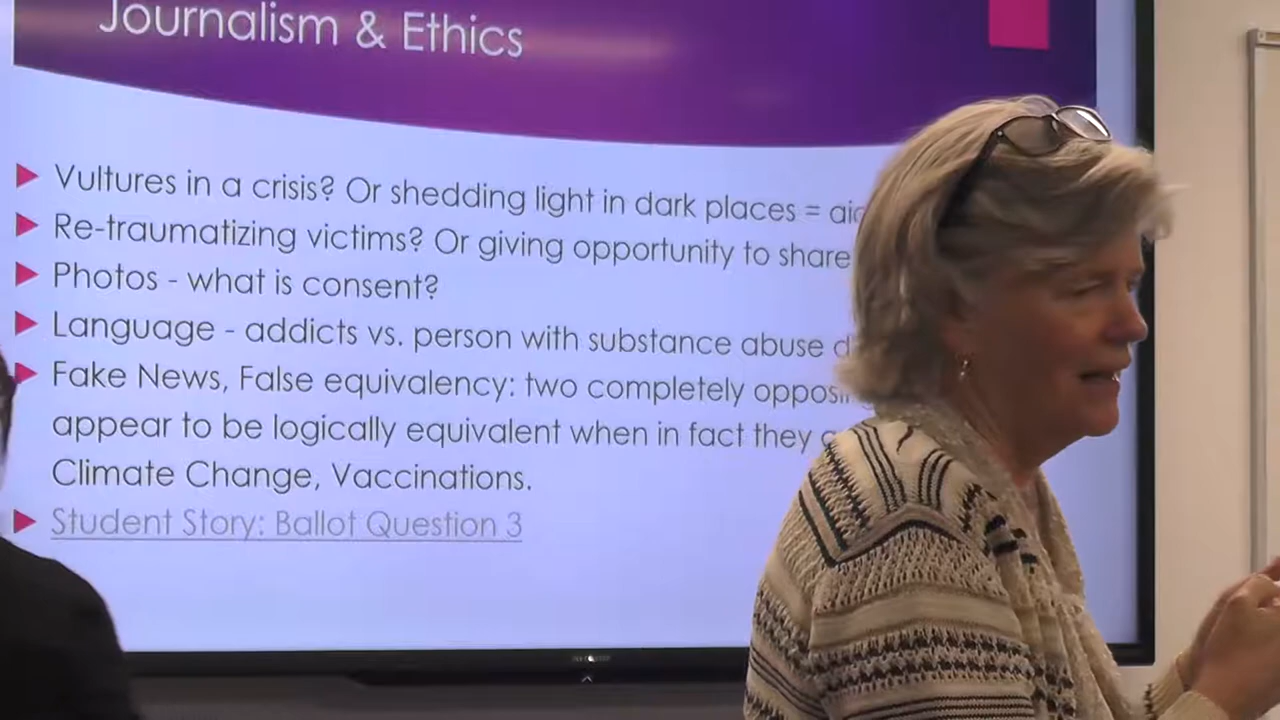 Journalism & Ethics
Vultures in a crisis? Or shedding light in dark places =
Re-traumatizing victims? Or giving opportunity to share
Photos - what is consent?
Language - addicts vs. person with substance abuse
Fake News, False equivalency: two completely
appear to be logically equivalent when in fact they
Climate Change, Vaccinations.
Student Story: Ballot Question 3